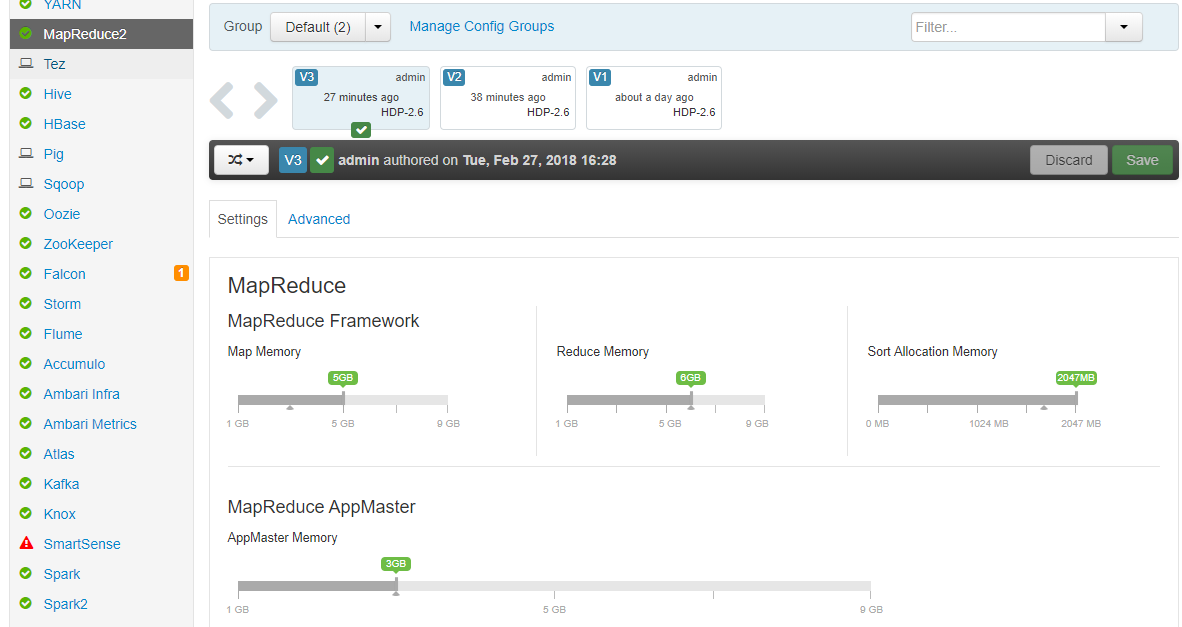 YARN
MapReduce2
Tez
Hive
HBase
Pig
Sqoop
Oozie
ZooKeeper
Falcon 1
Storm
Flume
Accumulo
Ambari Infra
Ambari Metrics
Atlas
Kafka
Knox
SmartSense
Spark
Spark2
Group Default (2) Manage Config Groups Filter...
V3 admin
27 minutes ago
HDP-2.6
V2 admin
38 minutes ago
HDP-2.6
V1 admin
about a day ago
HDP-2.6
V3 admin authored on Tue, Feb 27, 2018 16:28 Discard Save
Settings Advanced
MapReduce
MapReduce Framework
Map Memory
5GB
1 GB 5 GB 9 GB
Reduce Memory
6GB
1 GB 5 GB 9 GB
Sort Allocation Memory
2047MB
0 MB 1024 MB 2047 MB
MapReduce AppMaster
AppMaster Memory
3GB
1 GB 5 GB 9 GB